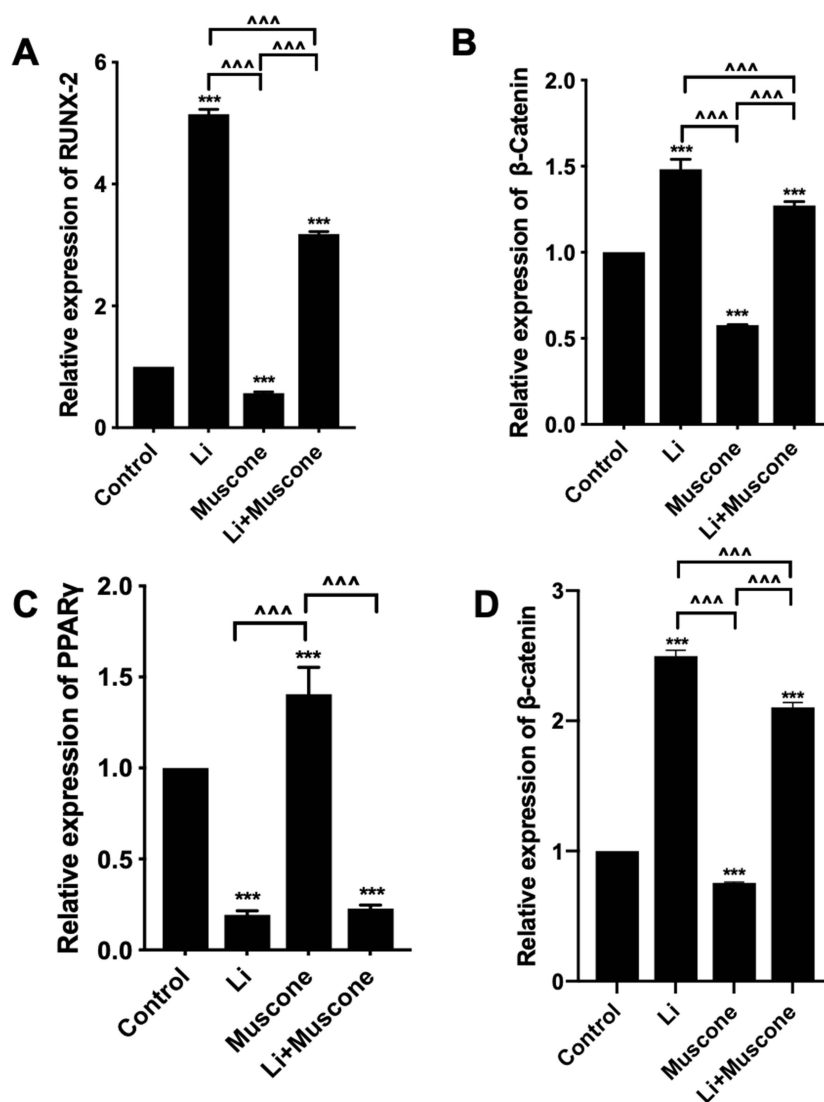 A
Relative expression of RUNX-2
6
4
2
0
^^^
^^^
^^^
***
***
***
Control
Li
Muscone
Li+Muscone
B
Relative expression of β-Catenin
2.0
1.5
1.0
0.5
0.0
^^^
^^^
^^^
***
***
***
Control
Li
Muscone
Li+Muscone
C
Relative expression of PPARγ
2.0
1.5
1.0
0.5
0.0
^^^
^^^
***
***
***
Control
Li
Muscone
Li+Muscone
D
Relative expression of β-catenin
3
2
1
0
^^^
^^^
^^^
***
***
***
Control
Li
Muscone
Li+Muscone